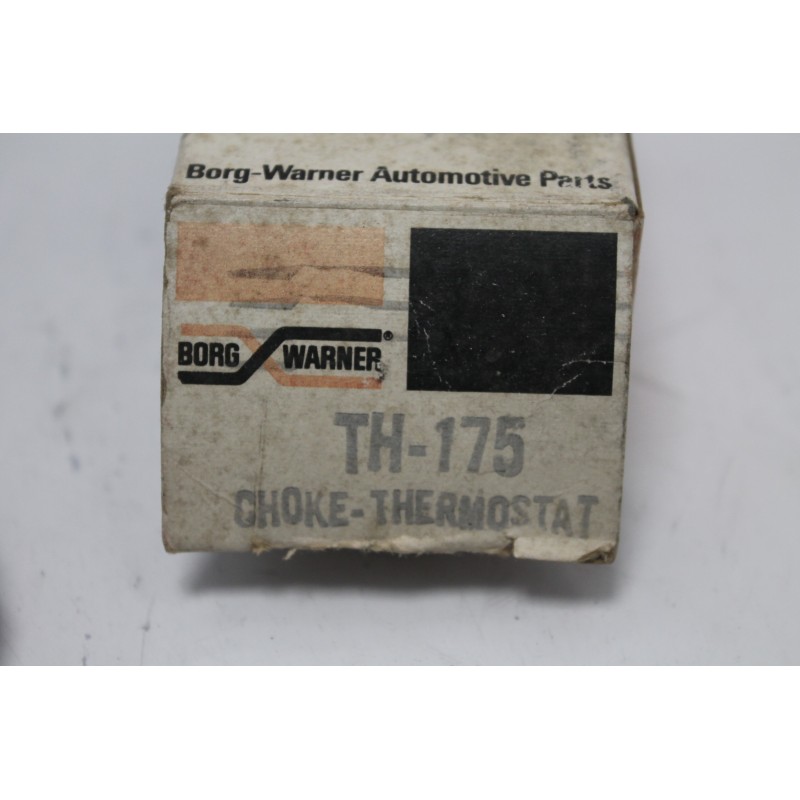 Borg-Warner Automotive Parts
BORG WARNER®
TH-175
CHOKE-THERMOSTAT